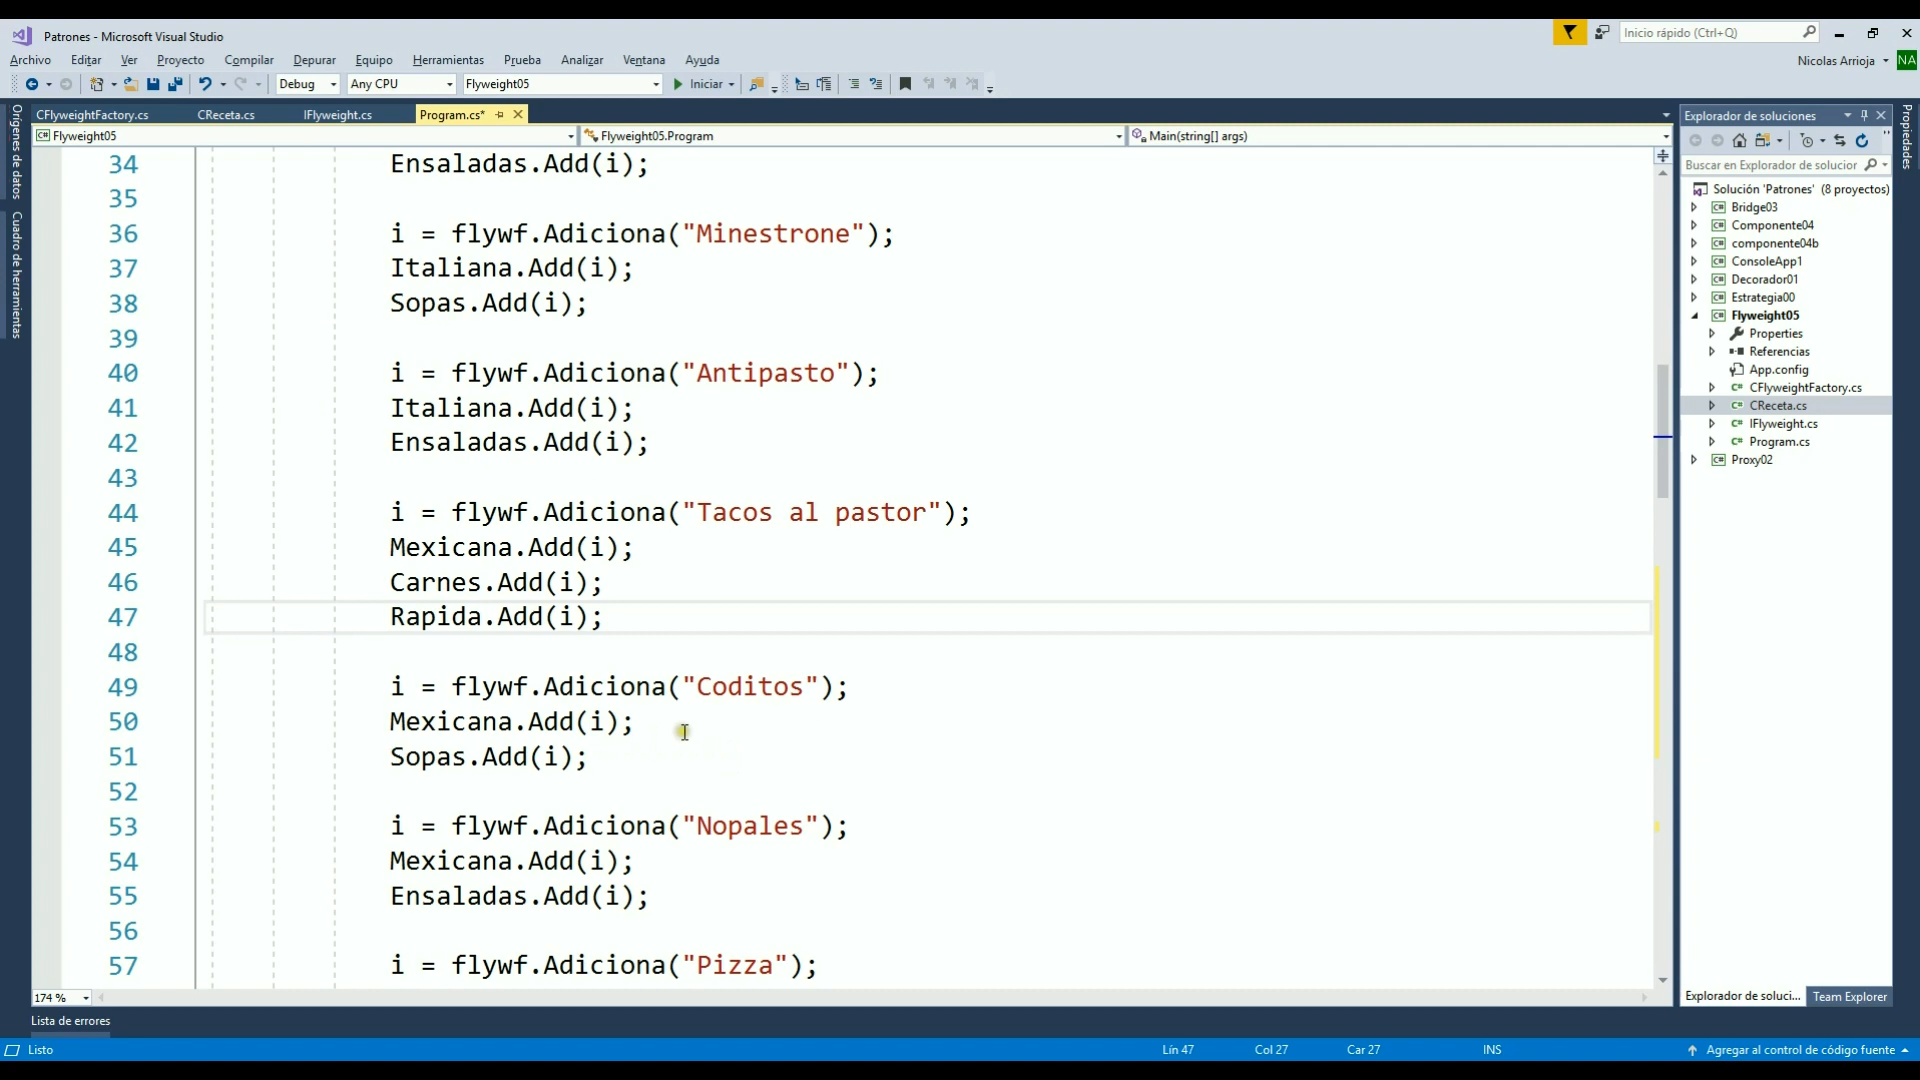 Patrones - Microsoft Visual Studio
Inicio rápido (Ctrl+Q)
Archivo Editar Ver Proyecto Compilar Depurar Equipo Herramientas Prueba Analizar Ventana Ayuda
Nicolas Arrioja NA
Debug Any CPU Flyweight05 Iniciar
CFlyweightFactory.cs CReceta.cs IFlyweight.cs Program.cs*
Flyweight05 Flyweight05.Program Main(string[] args)
Orígenes de datos
Cuadro de herramientas
34 Ensaladas.Add(i);
35
36 i = flywf.Adiciona("Minestrone");
37 Italiana.Add(i);
38 Sopas.Add(i);
39
40 i = flywf.Adiciona("Antipasto");
41 Italiana.Add(i);
42 Ensaladas.Add(i);
43
44 i = flywf.Adiciona("Tacos al pastor");
45 Mexicana.Add(i);
46 Carnes.Add(i);
47 Rapida.Add(i);
48
49 i = flywf.Adiciona("Coditos");
50 Mexicana.Add(i);
51 Sopas.Add(i);
52
53 i = flywf.Adiciona("Nopales");
54 Mexicana.Add(i);
55 Ensaladas.Add(i);
56
57 i = flywf.Adiciona("Pizza");
174 %
Explorador de soluciones
Buscar en Explorador de solucior
Solución 'Patrones' (8 proyectos)
Bridge03
Componente04
componente04b
ConsoleApp1
Decorador01
Estrategia00
Flyweight05
Properties
Referencias
App.config
CFlyweightFactory.cs
CReceta.cs
IFlyweight.cs
Program.cs
Proxy02
Explorador de soluci... Team Explorer
Propiedades
Lista de errores
Listo Lín 47 Col 27 Car 27 INS Agregar al control de código fuente